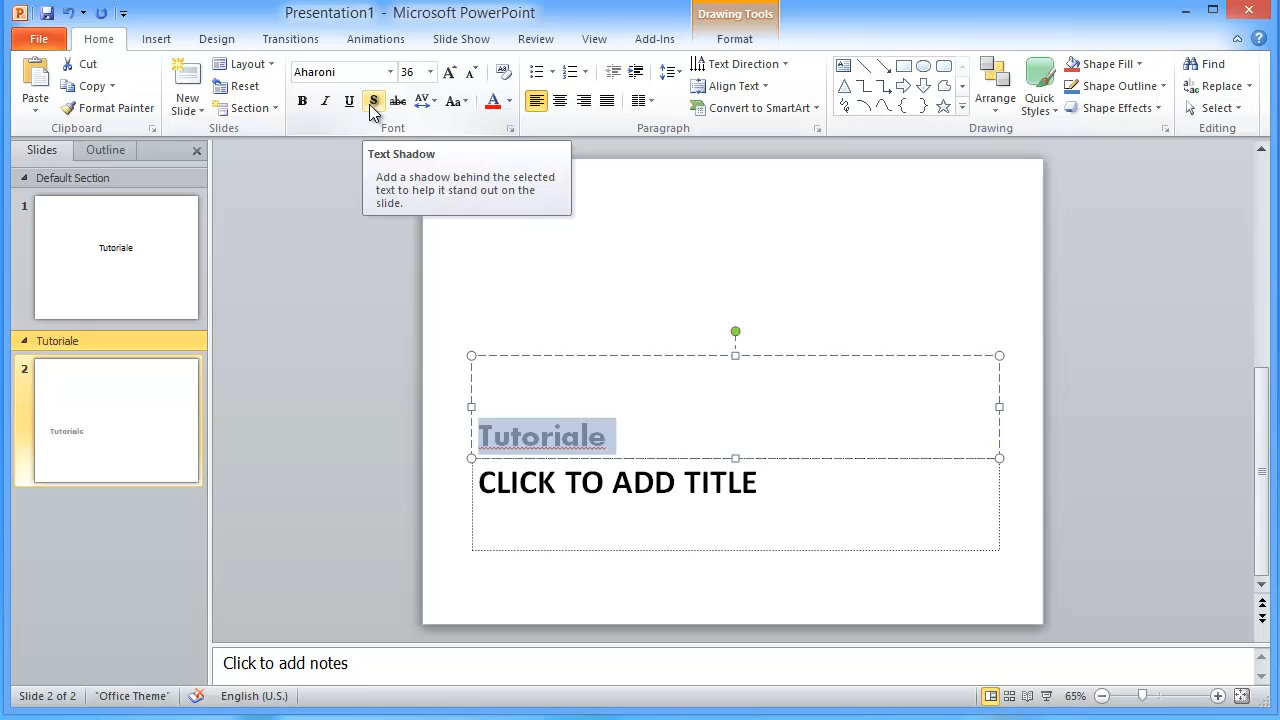 Presentation1 - Microsoft PowerPoint
Drawing Tools
File Home Insert Design Transitions Animations Slide Show Review View Add-Ins Format
Paste
Cut
Copy
Format Painter
Clipboard
New Slide
Layout
Reset
Section
Slides
Aharoni 36
B I U S abc AV Aa A
Font
Text Direction
Align Text
Convert to SmartArt
Paragraph
Arrange
Quick Styles
Shape Fill
Shape Outline
Shape Effects
Drawing
Find
Replace
Select
Editing
Slides Outline
Default Section
1
Tutoriale
Tutoriale
2
Tutoriale
Text Shadow
Add a shadow behind the selected
text to help it stand out on the
slide.
Tutoriale
CLICK TO ADD TITLE
Click to add notes
Slide 2 of 2 "Office Theme" English (U.S.) 65%